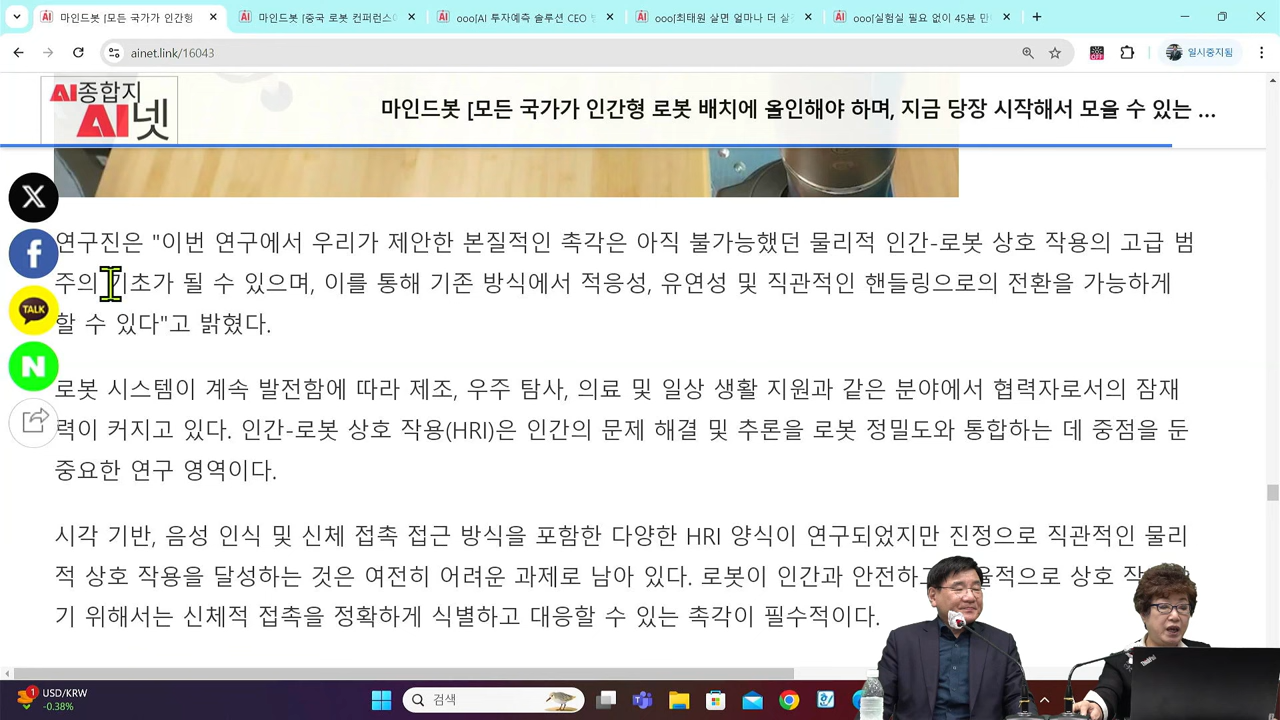 마인드봇 [모든 국가가 인간형
마인드봇 [중국 로봇 컨퍼런스에
ooo[AI 투자예측 솔루션 CEO
ooo[최태원 살면 얼마나 더 살
ooo[실험실 필요 없이 45분 만
ainet.link/16043
OFF
일시중지됨
AI종합지
AI넷
마인드봇 [모든 국가가 인간형 로봇 배치에 올인해야 하며, 지금 당장 시작해서 모을 수 있는 ...
X
f
TALK
N
연구진은 "이번 연구에서 우리가 제안한 본질적인 촉각은 아직 불가능했던 물리적 인간-로봇 상호 작용의 고급 범
주의 기초가 될 수 있으며, 이를 통해 기존 방식에서 적응성, 유연성 및 직관적인 핸들링으로의 전환을 가능하게
할 수 있다"고 밝혔다.
로봇 시스템이 계속 발전함에 따라 제조, 우주 탐사, 의료 및 일상 생활 지원과 같은 분야에서 협력자로서의 잠재
력이 커지고 있다. 인간-로봇 상호 작용(HRI)은 인간의 문제 해결 및 추론을 로봇 정밀도와 통합하는 데 중점을 둔
중요한 연구 영역이다.
시각 기반, 음성 인식 및 신체 접촉 접근 방식을 포함한 다양한 HRI 양식이 연구되었지만 진정으로 직관적인 물리
적 상호 작용을 달성하는 것은 여전히 어려운 과제로 남아 있다. 로봇이 인간과 안전하고 율적으로 상호 작
기 위해서는 신체적 접촉을 정확하게 식별하고 대응할 수 있는 촉각이 필수적이다.
ThinkPad
1
USD/KRW
-0.38%
검색